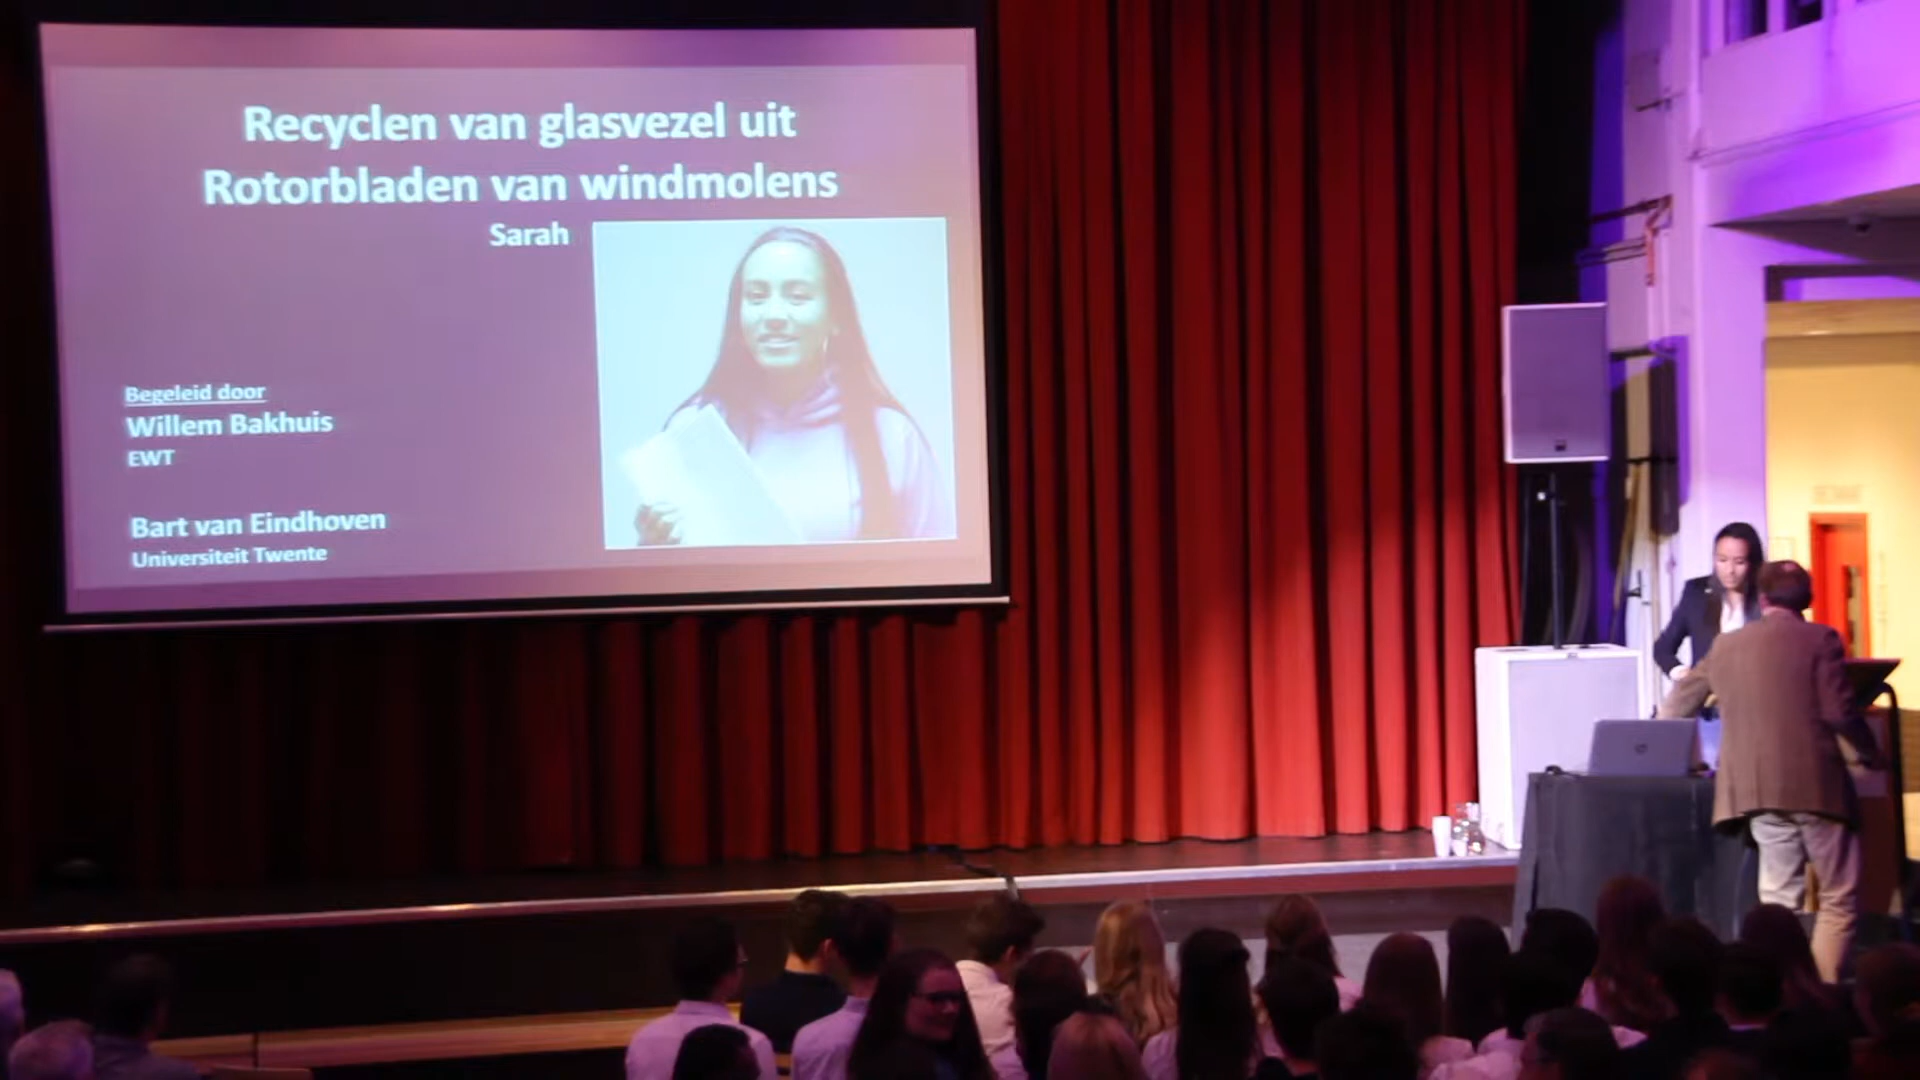 Recyclen van glasvezel uit
Rotorbladen van windmolens
Sarah
Begeleid door
Willem Bakhuis
EWT
Bart van Eindhoven
Universiteit Twente